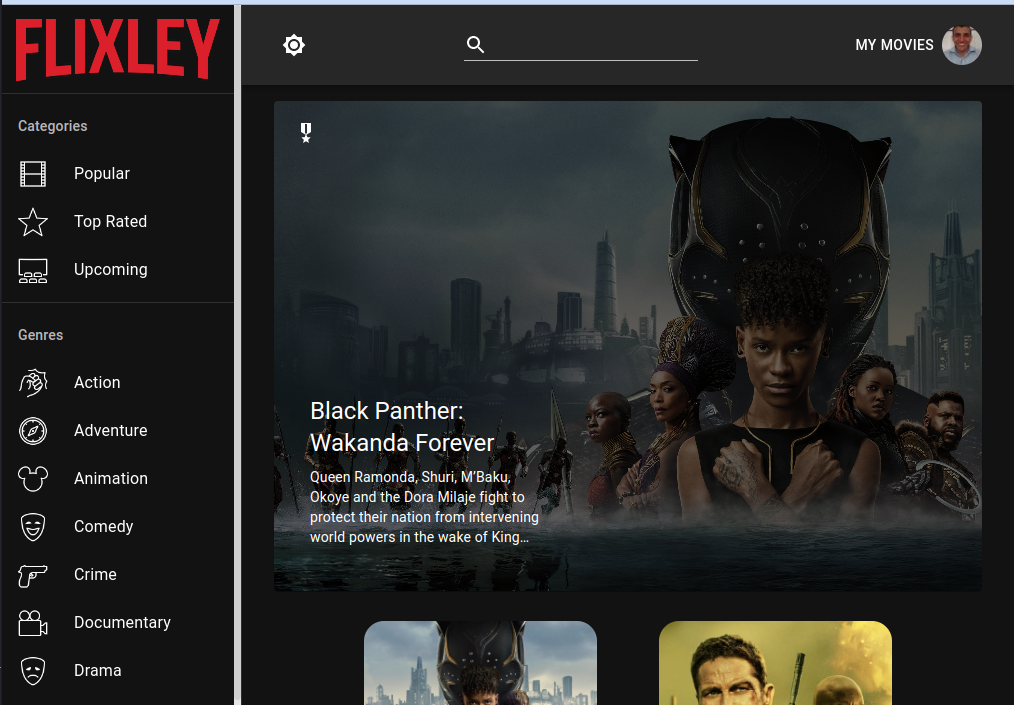 FLIXLEY
MY MOVIES
Categories
Popular
Top Rated
Upcoming
Genres
Action
Adventure
Animation
Comedy
Crime
Documentary
Drama
Black Panther:
Wakanda Forever
Queen Ramonda, Shuri, M’Baku,
Okoye and the Dora Milaje fight to
protect their nation from intervening
world powers in the wake of King...